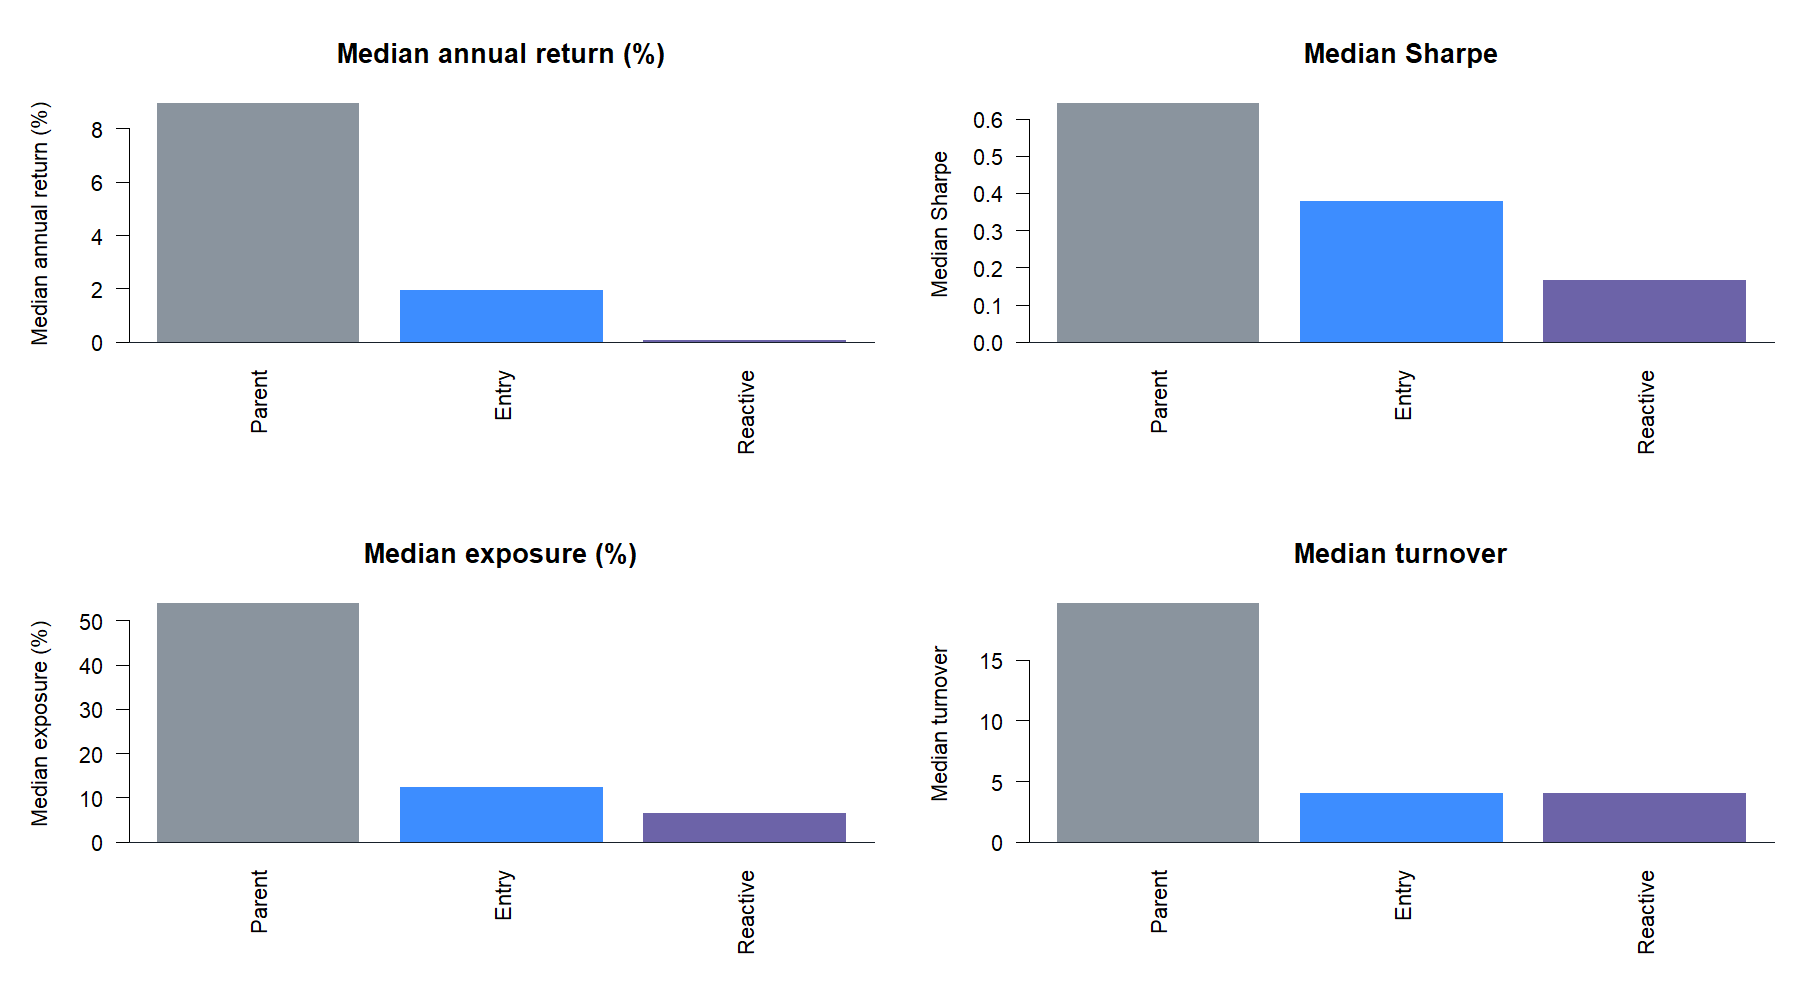 Median annual return (%)
Median annual return (%)
8
6
4
2
0
Parent
Entry
Reactive
Median Sharpe
Median Sharpe
0.6
0.5
0.4
0.3
0.2
0.1
0.0
Parent
Entry
Reactive
Median exposure (%)
Median exposure (%)
50
40
30
20
10
0
Parent
Entry
Reactive
Median turnover
Median turnover
15
10
5
0
Parent
Entry
Reactive